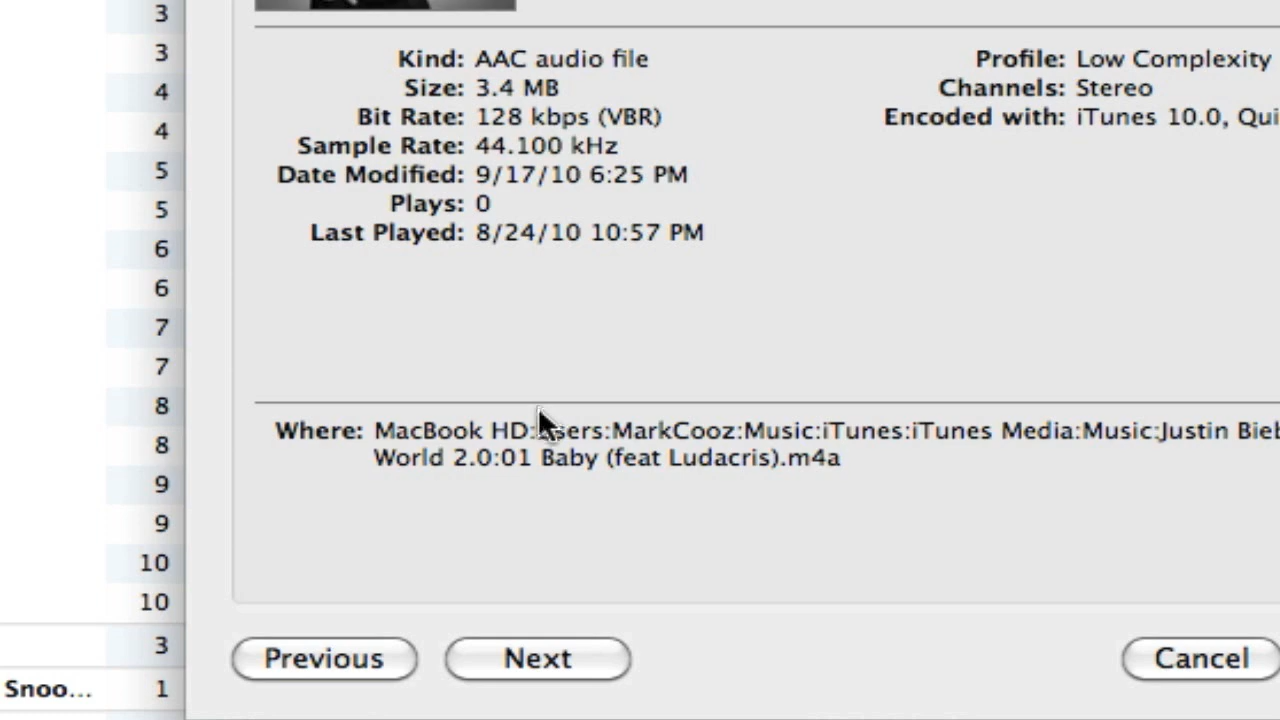 3
3
4
4
5
5
6
6
7
7
8
8
9
9
10
10
3
Snoo... 1
Kind: AAC audio file
Size: 3.4 MB
Bit Rate: 128 kbps (VBR)
Sample Rate: 44.100 kHz
Date Modified: 9/17/10 6:25 PM
Plays: 0
Last Played: 8/24/10 10:57 PM
Profile: Low Complexity
Channels: Stereo
Encoded with: iTunes 10.0, Qui
Where: MacBook HD:Users:MarkCooz:Music:iTunes:iTunes Media:Music:Justin Bieb
World 2.0:01 Baby (feat Ludacris).m4a
Previous
Next
Cancel